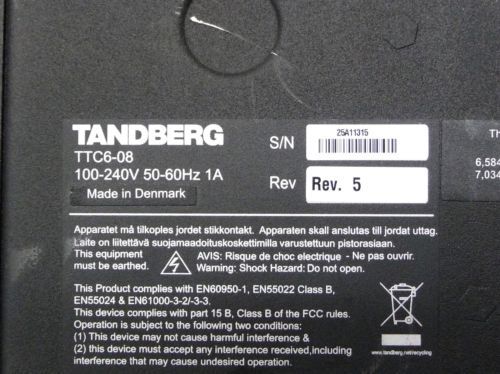 TANDBERG
TTC6-08
100-240V 50-60Hz 1A
Made in Denmark
S/N
25A11315
Rev
Rev. 5
Th
6,584
7,034
Apparatet må tilkoples jordet stikkontakt. Apparaten skall anslutas till jordat uttag.
Laite on liitettävä suojamaadoituskoskettimilla varustettuun pistorasiaan.
This equipment
must be earthed.
AVIS: Risque de choc electrique - Ne pas ouvrir.
Warning: Shock Hazard: Do not open.
This Product complies with EN60950-1, EN55022 Class B,
EN55024 & EN61000-3-2/-3-3.
This device complies with part 15 B, Class B of the FCC rules.
Operation is subject to the following two conditions:
(1) This device may not cause harmful interference &
(2) this device must accept any interference received,including
interference that may cause undesired operation.
www.tandberg.net/recycling